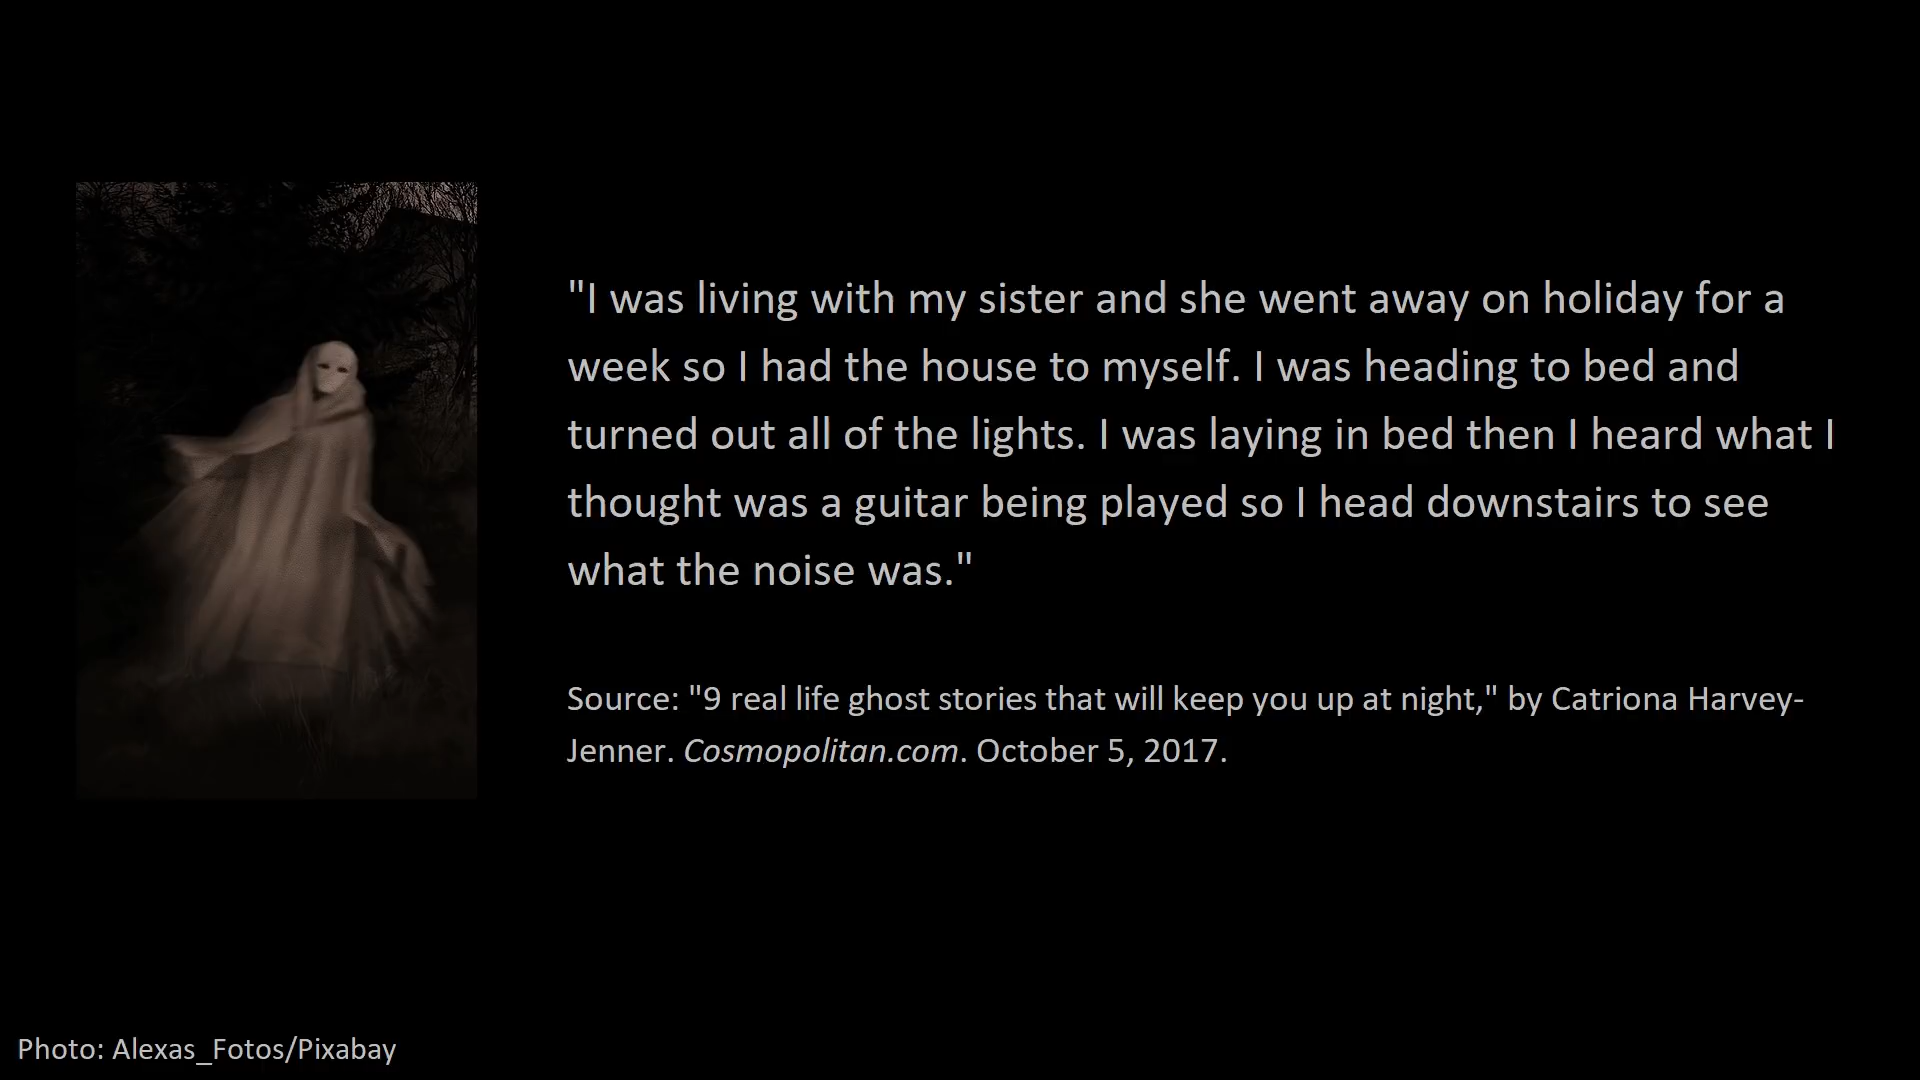 "I was living with my sister and she went away on holiday for a
week so I had the house to myself. I was heading to bed and
turned out all of the lights. I was laying in bed then I heard what I
thought was a guitar being played so I head downstairs to see
what the noise was."
Source: "9 real life ghost stories that will keep you up at night," by Catriona Harvey-
Jenner. Cosmopolitan.com. October 5, 2017.
Photo: Alexas_Fotos/Pixabay